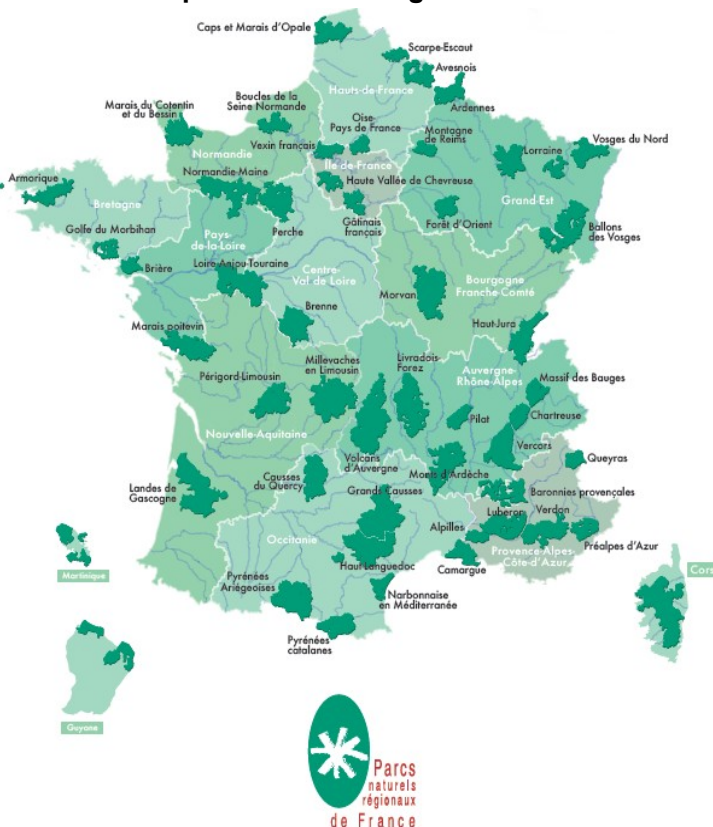 Caps et Marais d'Opale
Scarpe-Escaut
Avesnois
Hauts-de-France
Ardennes
Marais du Cotentin
et du Bessin
Boucles de la
Seine Normande
Oise-
Pays de France
Montagne
de Reims
Vosges du Nord
Lorraine
Normandie
Vexin français
Île-de-France
Haute Vallée de Chevreuse
Armorique
Normandie-Maine
Bretagne
Grand-Est
Golfe du Morbihan
Pays-
de-la-Loire
Perche
Gâtinais
français
Forêt d'Orient
Ballons
des Vosges
Brière
Loire-Anjou-Touraine
Centre-
Val de Loire
Bourgogne
Franche-Comté
Morvan
Brenne
Haut-Jura
Marais poitevin
Millevaches
en Limousin
Livradois-
Forez
Auvergne-
Rhône-Alpes
Massif des Bauges
Périgord-Limousin
Pilat
Chartreuse
Nouvelle-Aquitaine
Vercors
Volcans
d'Auvergne
Monts d'Ardèche
Queyras
Causses
du Quercy
Landes de
Gascogne
Grands Causses
Baronnies provençales
Luberon
Verdon
Alpilles
Occitanie
Préalpes d'Azur
Provence-Alpes-
Côte-d'Azur
Haut-Languedoc
Camargue
Martinique
Cors
Pyrénées
Ariégeoises
Narbonnaise
en Méditerranée
Pyrénées
catalanes
Guyane
Parcs
naturels
régionaux
de France